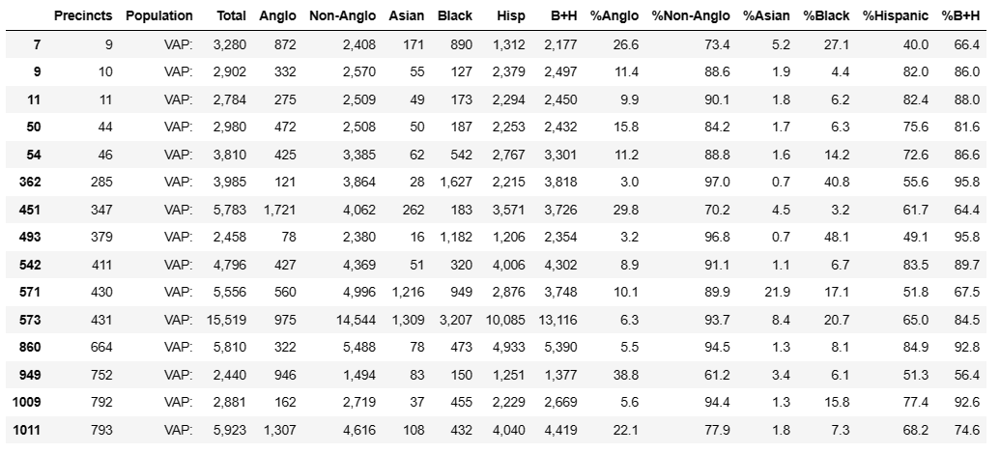 Precincts Population Total Anglo Non-Anglo Asian Black Hisp B+H %Anglo %Non-Anglo %Asian %Black %Hispanic %B+H
7 9 VAP: 3,280 872 2,408 171 890 1,312 2,177 26.6 73.4 5.2 27.1 40.0 66.4
9 10 VAP: 2,902 332 2,570 55 127 2,379 2,497 11.4 88.6 1.9 4.4 82.0 86.0
11 11 VAP: 2,784 275 2,509 49 173 2,294 2,450 9.9 90.1 1.8 6.2 82.4 88.0
50 44 VAP: 2,980 472 2,508 50 187 2,253 2,432 15.8 84.2 1.7 6.3 75.6 81.6
54 46 VAP: 3,810 425 3,385 62 542 2,767 3,301 11.2 88.8 1.6 14.2 72.6 86.6
362 285 VAP: 3,985 121 3,864 28 1,627 2,215 3,818 3.0 97.0 0.7 40.8 55.6 95.8
451 347 VAP: 5,783 1,721 4,062 262 183 3,571 3,726 29.8 70.2 4.5 3.2 61.7 64.4
493 379 VAP: 2,458 78 2,380 16 1,182 1,206 2,354 3.2 96.8 0.7 48.1 49.1 95.8
542 411 VAP: 4,796 427 4,369 51 320 4,006 4,302 8.9 91.1 1.1 6.7 83.5 89.7
571 430 VAP: 5,556 560 4,996 1,216 949 2,876 3,748 10.1 89.9 21.9 17.1 51.8 67.5
573 431 VAP: 15,519 975 14,544 1,309 3,207 10,085 13,116 6.3 93.7 8.4 20.7 65.0 84.5
860 664 VAP: 5,810 322 5,488 78 473 4,933 5,390 5.5 94.5 1.3 8.1 84.9 92.8
949 752 VAP: 2,440 946 1,494 83 150 1,251 1,377 38.8 61.2 3.4 6.1 51.3 56.4
1009 792 VAP: 2,881 162 2,719 37 455 2,229 2,669 5.6 94.4 1.3 15.8 77.4 92.6
1011 793 VAP: 5,923 1,307 4,616 108 432 4,040 4,419 22.1 77.9 1.8 7.3 68.2 74.6